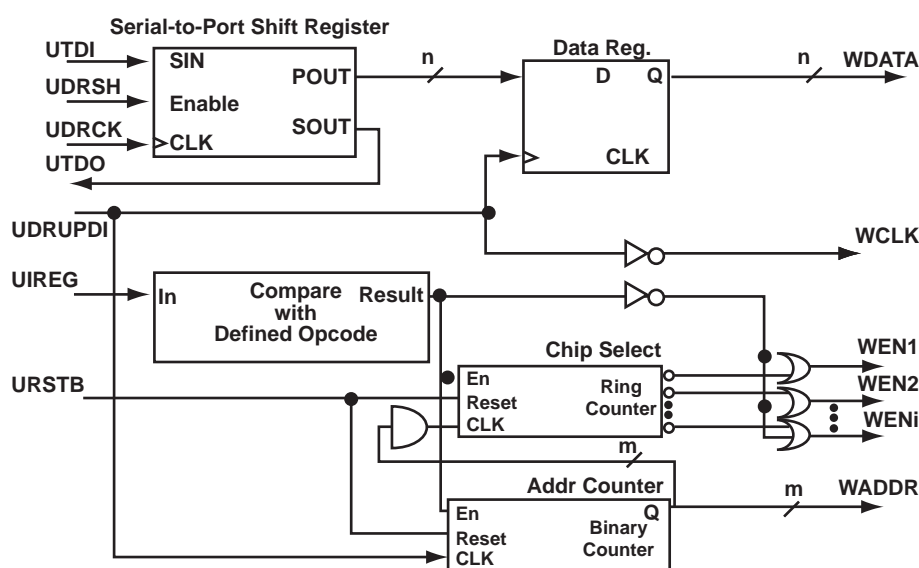 Serial-to-Port Shift Register
UTDI
SIN
UDRSH
Enable
UDRCK
CLK
UTDO
POUT
SOUT
n
Data Reg.
D Q
CLK
n
WDATA
UDRUPDI
WCLK
UIREG
In
Compare
with
Defined Opcode
Result
URSTB
Chip Select
En
Reset
CLK
Ring
Counter
WEN1
WEN2
WENi
m
Addr Counter
En
Reset
CLK
Q
Binary
Counter
m
WADDR